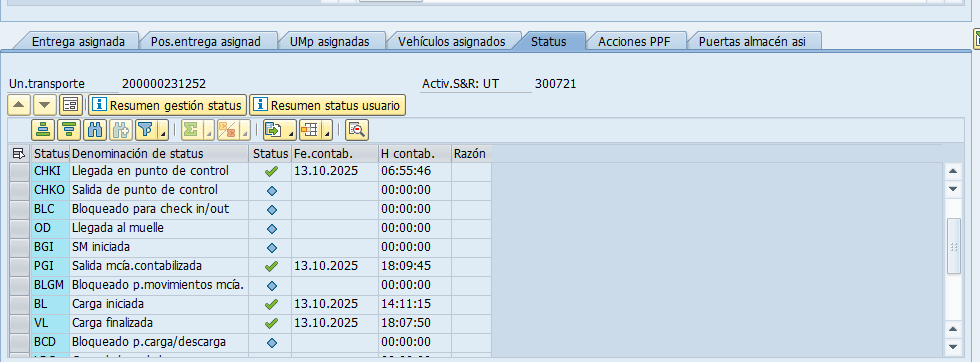 Entrega asignada Pos.entrega asignad UMp asignadas Vehículos asignados Status Acciones PPF Puertas almacén asi
Un.transporte 200000231252 Activ.S&R: UT 300721
Resumen gestión status Resumen status usuario
Status Denominación de status Status Fe.contab. H contab. Razón
CHKI Llegada en punto de control 13.10.2025 06:55:46
CHKO Salida de punto de control 00:00:00
BLC Bloqueado para check in/out 00:00:00
OD Llegada al muelle 00:00:00
BGI SM iniciada 00:00:00
PGI Salida mcía.contabilizada 13.10.2025 18:09:45
BLGM Bloqueado p.movimientos mcía. 00:00:00
BL Carga iniciada 13.10.2025 14:11:15
VL Carga finalizada 13.10.2025 18:07:50
BCD Bloqueado p.carga/descarga 00:00:00